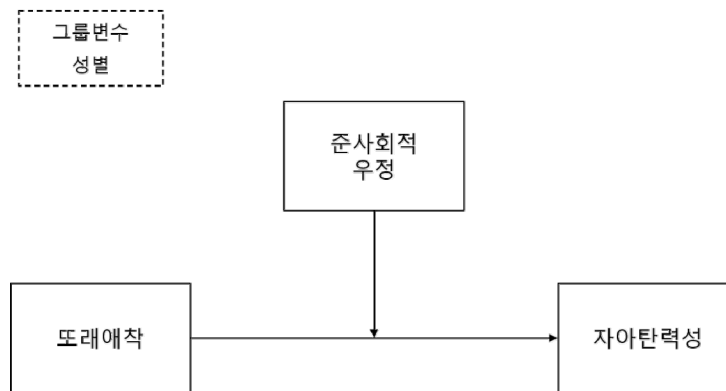 그룹변수
성별
준사회적
우정
또래애착
자아탄력성